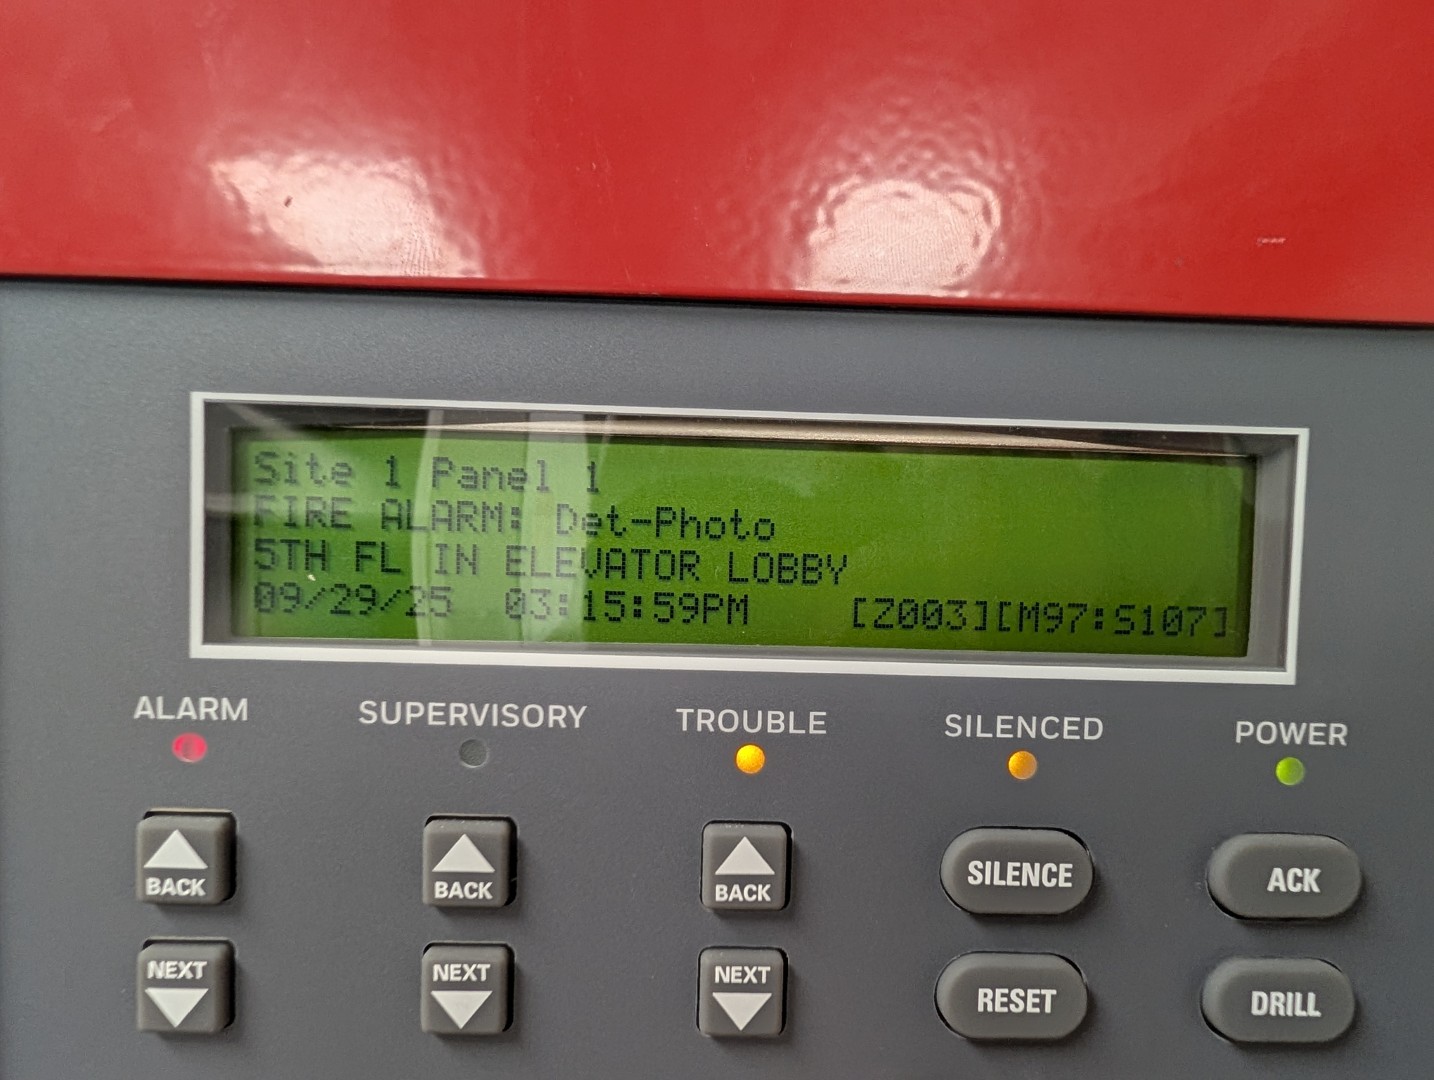 Site 1 Panel 1
FIRE ALARM: Det-Photo
5TH FL IN ELEVATOR LOBBY
09/29/25 03:15:59PM [Z003][M97:S107]
ALARM SUPERVISORY TROUBLE SILENCED POWER
BACK BACK BACK SILENCE ACK
NEXT NEXT NEXT RESET DRILL